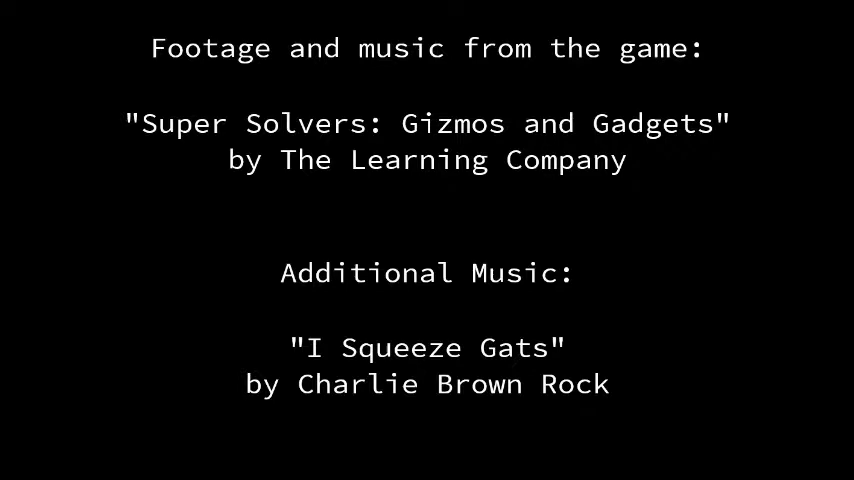 Footage and music from the game:
"Super Solvers: Gizmos and Gadgets"
by The Learning Company
Additional Music:
"I Squeeze Gats"
by Charlie Brown Rock